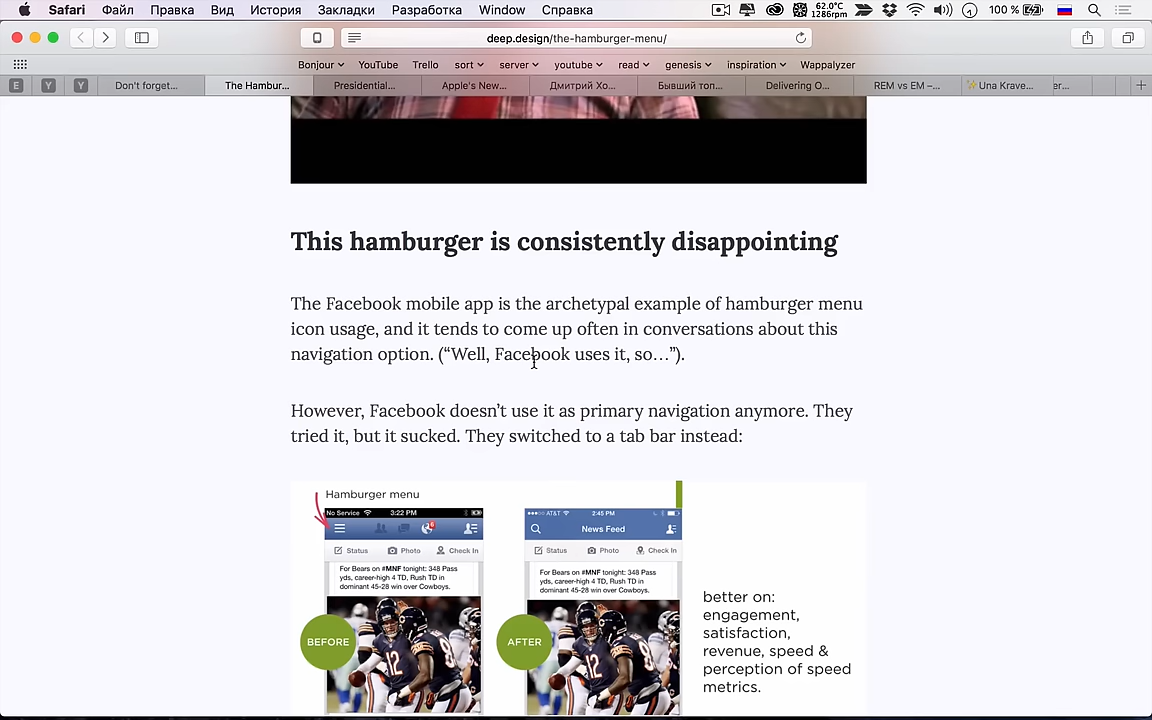 Safari Файл Правка Вид История Закладки Разработка Window Справка 62.0°C 1286rpm 100 %
deep.design/the-hamburger-menu/
Bonjour YouTube Trello sort server youtube read genesis inspiration Wappalyzer
E Y Y Don't forget... The Hambur... Presidential... Apple's New... Дмитрий Хо... Бывший топ... Delivering O... REM vs EM –... Una Krave... er...
This hamburger is consistently disappointing
The Facebook mobile app is the archetypal example of hamburger menu
icon usage, and it tends to come up often in conversations about this
navigation option. (“Well, Facebook uses it, so…”).
However, Facebook doesn’t use it as primary navigation anymore. They
tried it, but it sucked. They switched to a tab bar instead:
Hamburger menu
No Service 3:22 PM
AT&T 2:45 PM
News Feed
Status Photo Check In
Status Photo Check In
For Bears on #MNF tonight: 348 Pass
yds, career-high 4 TD, Rush TD in
dominant 45-28 win over Cowboys.
For Bears on #MNF tonight: 348 Pass
yds, career-high 4 TD, Rush TD in
dominant 45-28 win over Cowboys.
BEFORE
AFTER
12
12
better on:
engagement,
satisfaction,
revenue, speed &
perception of speed
metrics.